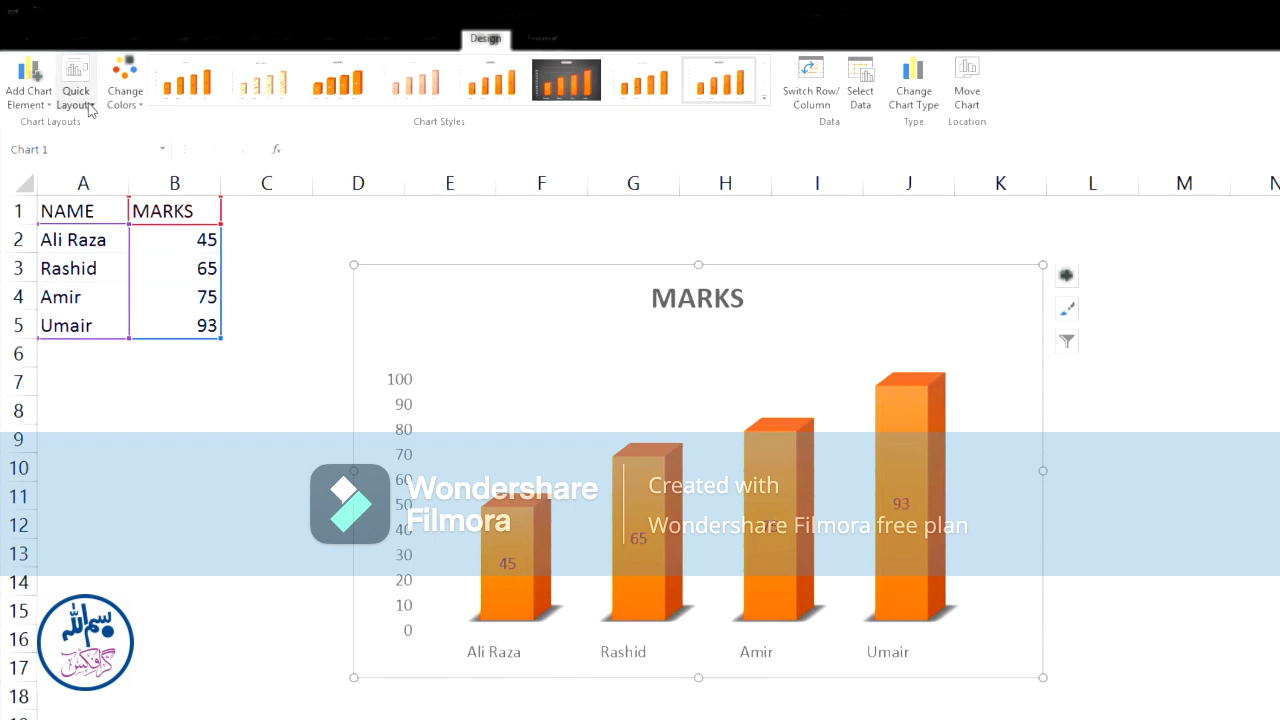 Design
Add Chart
Element
Quick
Layout
Change
Colors
Switch Row/
Column
Select
Data
Change
Chart Type
Move
Chart
Chart Layouts
Chart Styles
Data
Type
Location
Chart 1
fx
A B C D E F G H I J K L M N
1 NAME MARKS
2 Ali Raza 45
3 Rashid 65
4 Amir 75
5 Umair 93
6
7
8
9
10
11
12
13
14
15
16
17
18
MARKS
100
90
80
70
60
50
40
30
20
10
0
45
65
93
Ali Raza Rashid Amir Umair
Wondershare
Filmora
Created with
Wondershare Filmora free plan
بسم الله
گرافکس